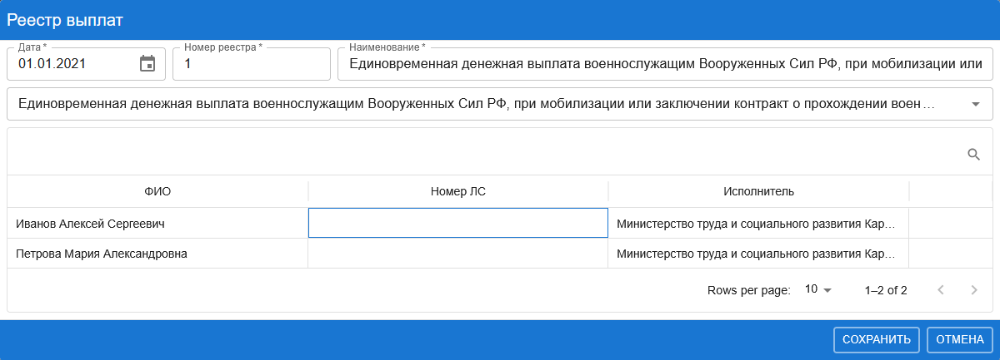 Реестр выплат
Дата *
Номер реестра *
Наименование *
01.01.2021
1
Единовременная денежная выплата военнослужащим Вооруженных Сил РФ, при мобилизации или
Единовременная денежная выплата военнослужащим Вооруженных Сил РФ, при мобилизации или заключении контракт о прохождении воен...
ФИО
Номер ЛС
Исполнитель
Иванов Алексей Сергеевич
Министерство труда и социального развития Кар...
Петрова Мария Александровна
Министерство труда и социального развития Кар...
Rows per page:
10
1–2 of 2
СОХРАНИТЬ
ОТМЕНА